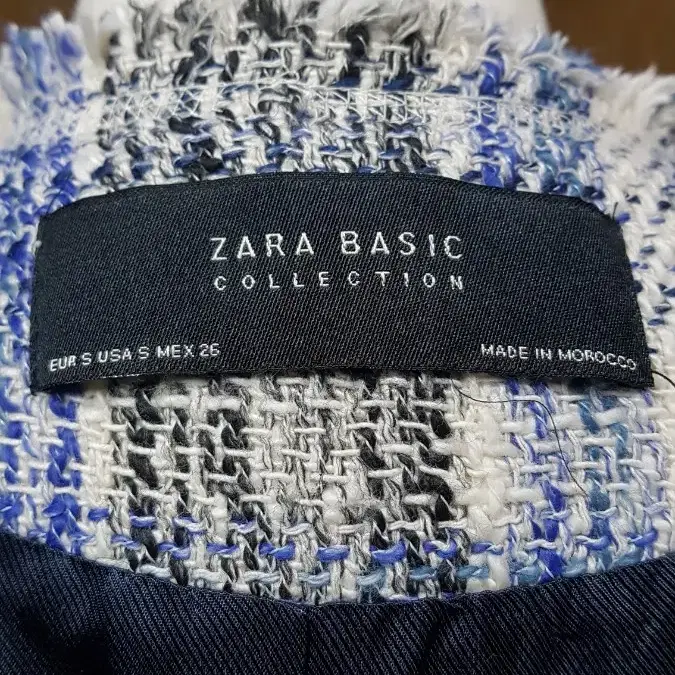 ZARA BASIC
COLLECTION
EUR S USA S MEX 26
MADE IN MOROCCO